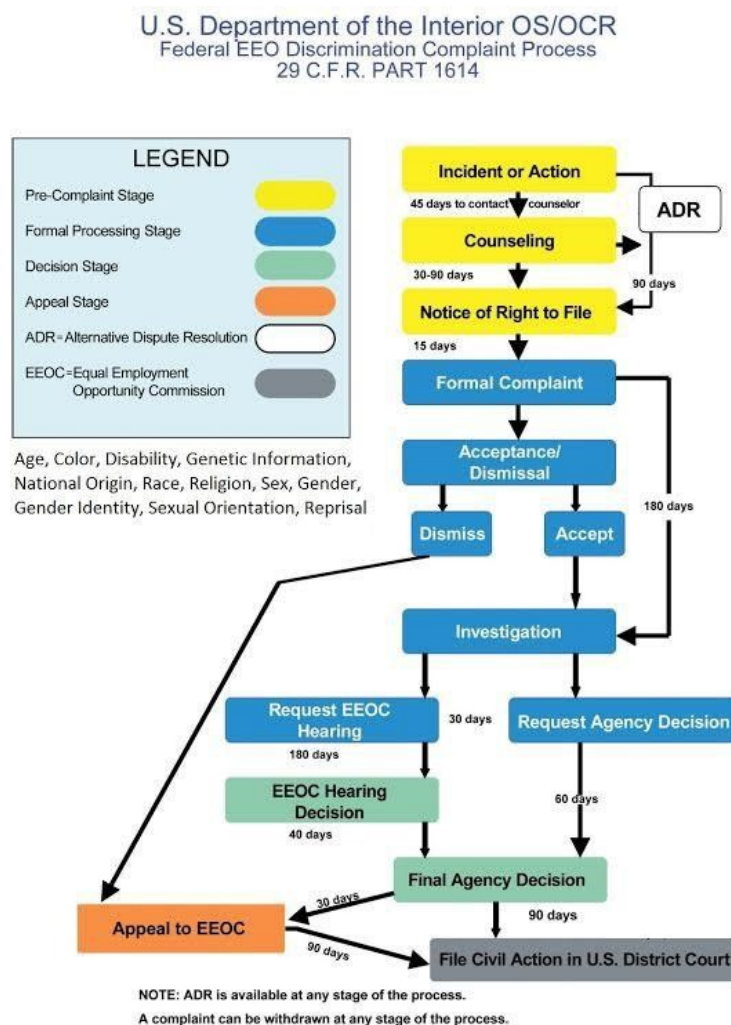 U.S. Department of the Interior OS/OCR
Federal EEO Discrimination Complaint Process
29 C.F.R. PART 1614
LEGEND
Pre-Complaint Stage
Formal Processing Stage
Decision Stage
Appeal Stage
ADR=Alternative Dispute Resolution
EEOC=Equal Employment
Opportunity Commission
Age, Color, Disability, Genetic Information,
National Origin, Race, Religion, Sex, Gender,
Gender Identity, Sexual Orientation, Reprisal
Incident or Action
45 days to contact counselor
ADR
Counseling
30-90 days
90 days
Notice of Right to File
15 days
Formal Complaint
Acceptance/
Dismissal
180 days
Dismiss
Accept
Investigation
Request EEOC
Hearing
30 days
Request Agency Decision
180 days
EEOC Hearing
Decision
60 days
40 days
Final Agency Decision
30 days
90 days
Appeal to EEOC
90 days
File Civil Action in U.S. District Court
NOTE: ADR is available at any stage of the process.
A complaint can be withdrawn at any stage of the process.